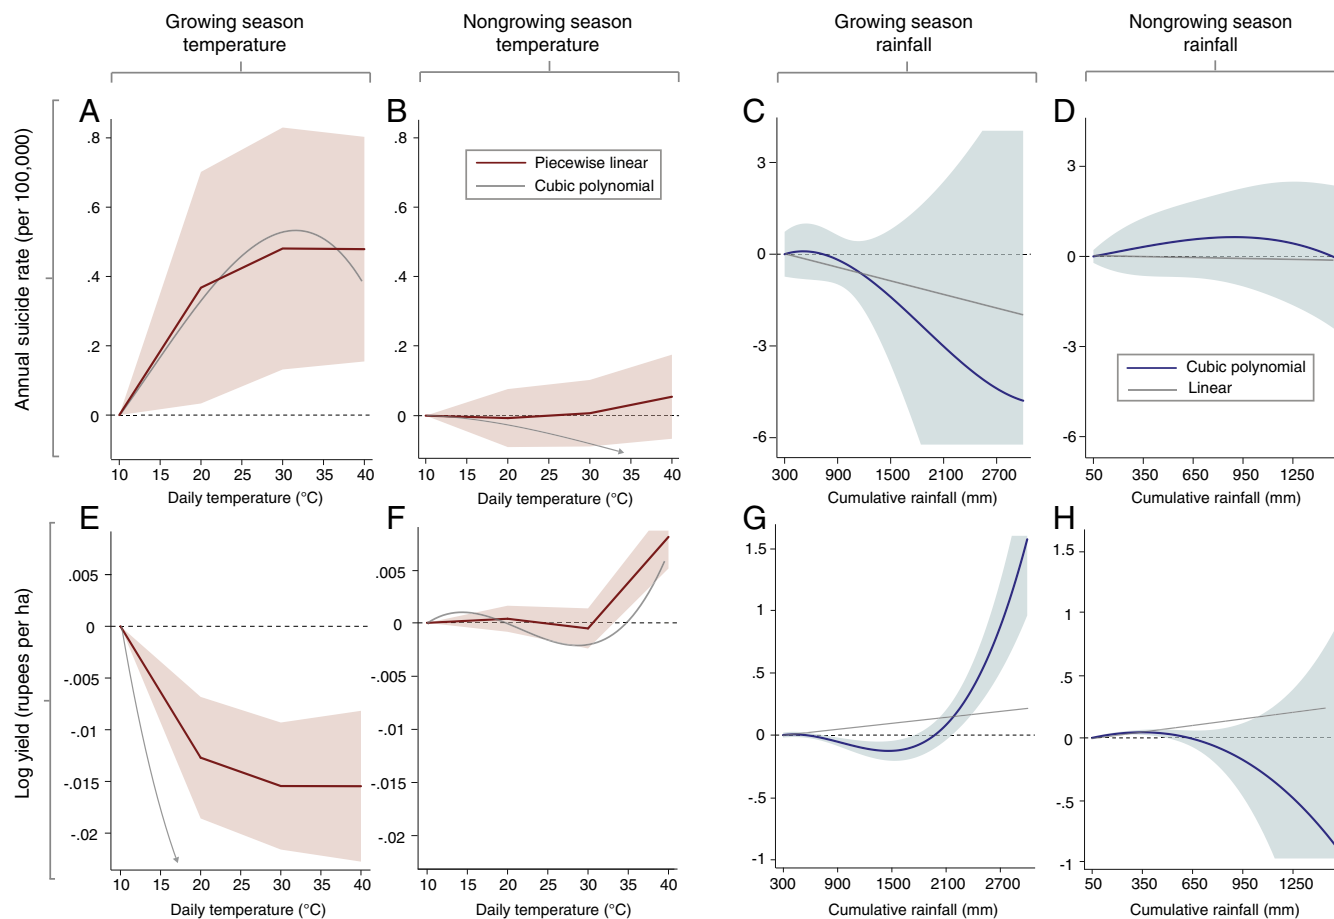 Growing season
temperature
Nongrowing season
temperature
Growing season
rainfall
Nongrowing season
rainfall
Annual suicide rate (per 100,000)
A
.8
.6
.4
.2
0
10 15 20 25 30 35 40
Daily temperature (°C)
B
.8
.6
.4
.2
0
Piecewise linear
Cubic polynomial
10 15 20 25 30 35 40
Daily temperature (°C)
C
3
0
-3
-6
300 900 1500 2100 2700
Cumulative rainfall (mm)
D
3
0
-3
-6
Cubic polynomial
Linear
50 350 650 950 1250
Cumulative rainfall (mm)
Log yield (rupees per ha)
E
.005
0
-.005
-.01
-.015
-.02
10 15 20 25 30 35 40
Daily temperature (°C)
F
.005
0
-.005
-.01
-.015
-.02
10 15 20 25 30 35 40
Daily temperature (°C)
G
1.5
1
.5
0
-.5
-1
300 900 1500 2100 2700
Cumulative rainfall (mm)
H
1.5
1
.5
0
-.5
-1
50 350 650 950 1250
Cumulative rainfall (mm)